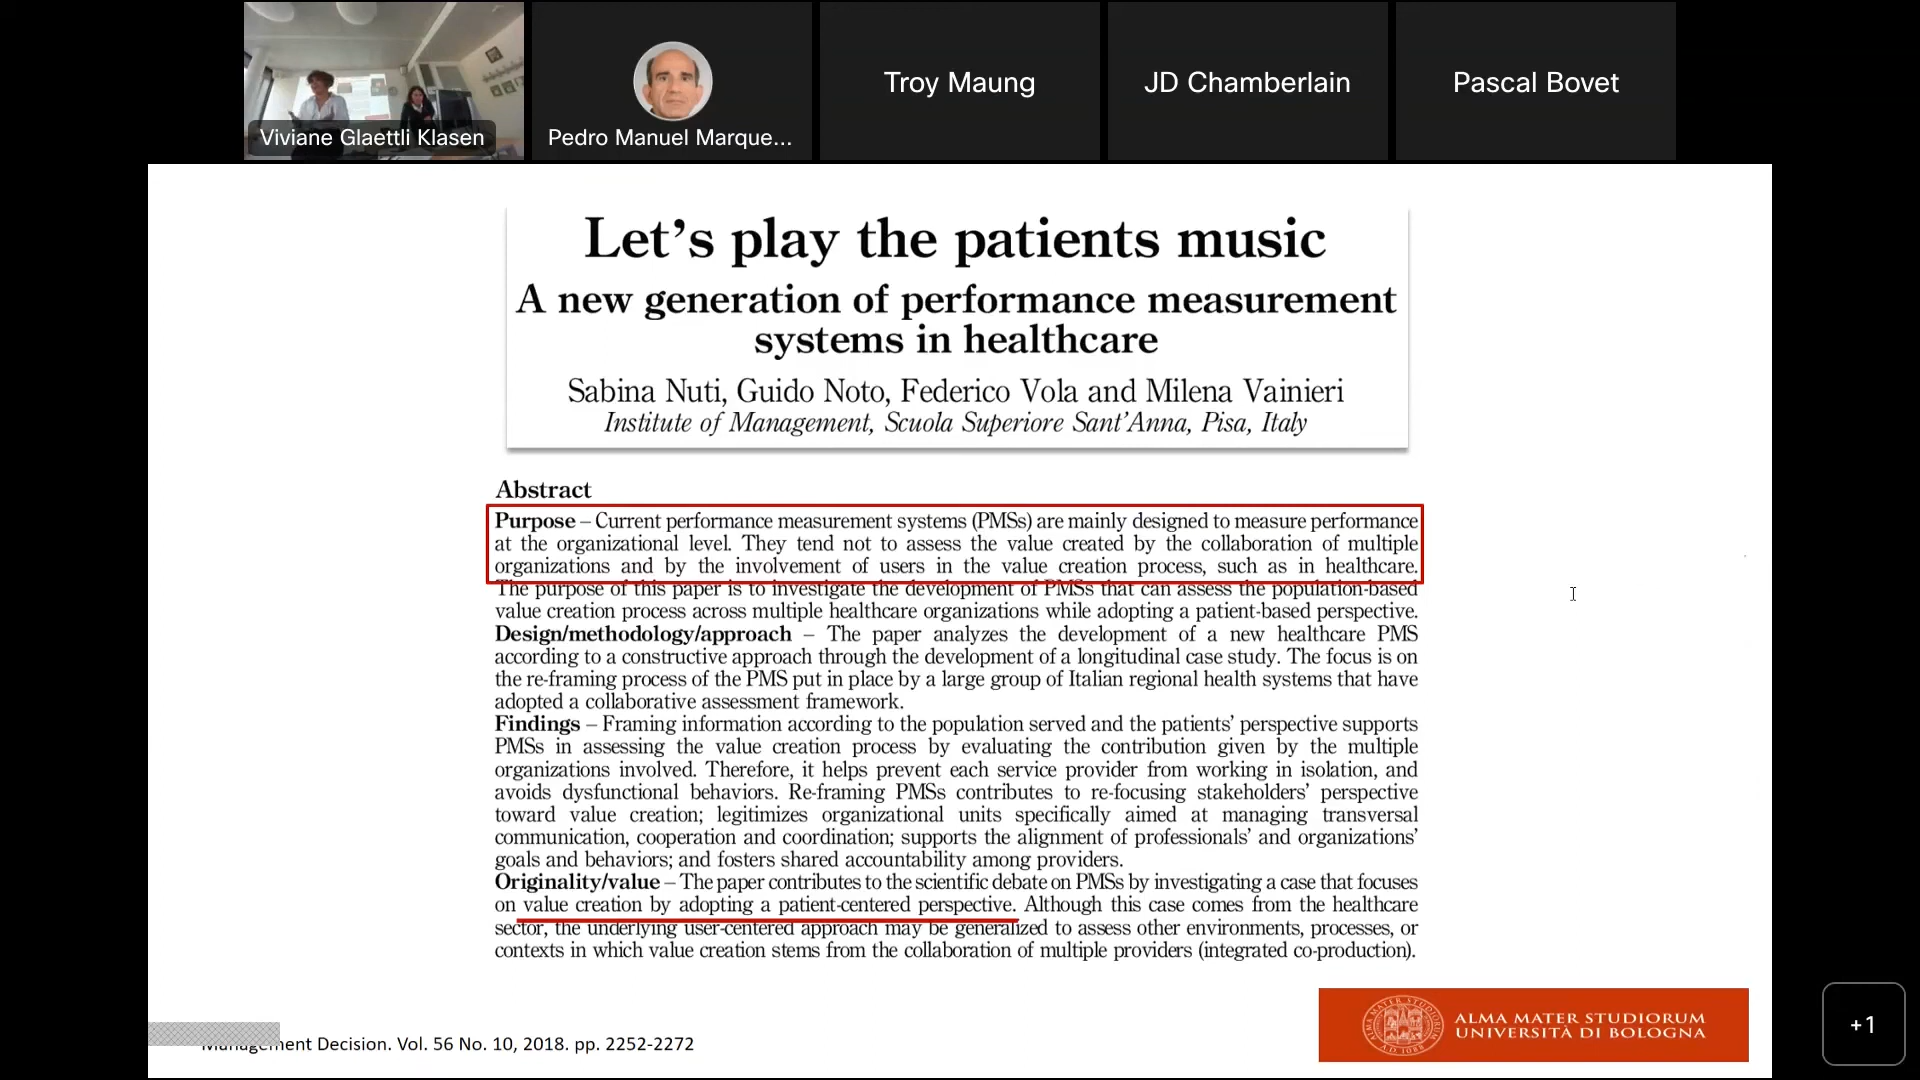 Viviane Glaettli Klasen
Pedro Manuel Marque...
Troy Maung
JD Chamberlain
Pascal Bovet
Let's play the patients music
A new generation of performance measurement
systems in healthcare
Sabina Nuti, Guido Noto, Federico Vola and Milena Vainieri
Institute of Management, Scuola Superiore Sant'Anna, Pisa, Italy
Abstract
Purpose – Current performance measurement systems (PMSs) are mainly designed to measure performance
at the organizational level. They tend not to assess the value created by the collaboration of multiple
organizations and by the involvement of users in the value creation process, such as in healthcare.
The purpose of this paper is to investigate the development of PMSs that can assess the population-based
value creation process across multiple healthcare organizations while adopting a patient-based perspective.
Design/methodology/approach – The paper analyzes the development of a new healthcare PMS
according to a constructive approach through the development of a longitudinal case study. The focus is on
the re-framing process of the PMS put in place by a large group of Italian regional health systems that have
adopted a collaborative assessment framework.
Findings – Framing information according to the population served and the patients' perspective supports
PMSs in assessing the value creation process by evaluating the contribution given by the multiple
organizations involved. Therefore, it helps prevent each service provider from working in isolation, and
avoids dysfunctional behaviors. Re-framing PMSs contributes to re-focusing stakeholders' perspective
toward value creation; legitimizes organizational units specifically aimed at managing transversal
communication, cooperation and coordination; supports the alignment of professionals' and organizations'
goals and behaviors; and fosters shared accountability among providers.
Originality/value – The paper contributes to the scientific debate on PMSs by investigating a case that focuses
on value creation by adopting a patient-centered perspective. Although this case comes from the healthcare
sector, the underlying user-centered approach may be generalized to assess other environments, processes, or
contexts in which value creation stems from the collaboration of multiple providers (integrated co-production).
ALMA MATER STUDIORUM
UNIVERSITÀ DI BOLOGNA
Management Decision. Vol. 56 No. 10, 2018. pp. 2252-2272
+1